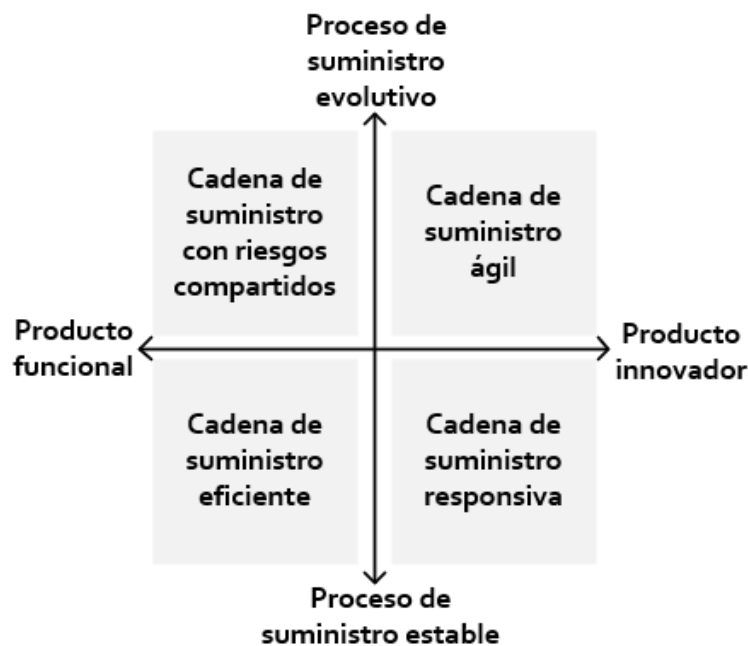 Proceso de
suministro
evolutivo
Cadena de
suministro
con riesgos
compartidos
Cadena de
suministro
ágil
Producto
funcional
Producto
innovador
Cadena de
suministro
eficiente
Cadena de
suministro
responsiva
Proceso de
suministro estable